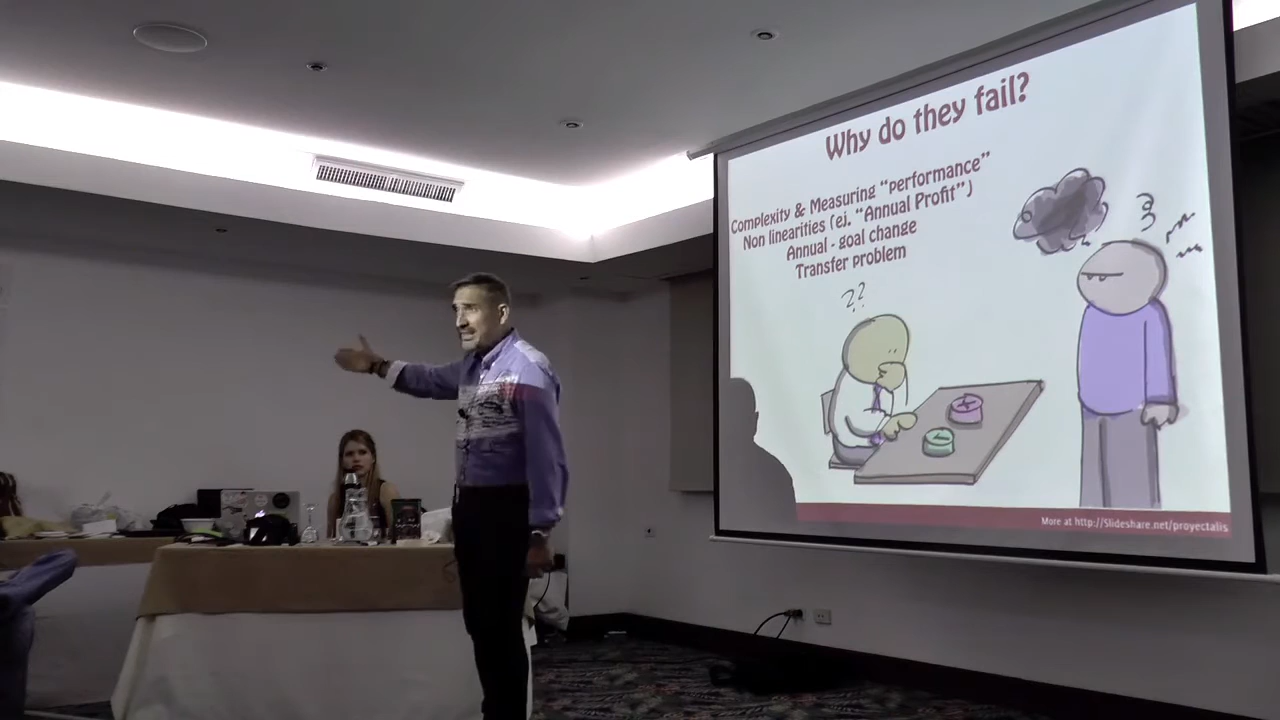 Why do they fail?
Complexity & Measuring "performance"
Non linearities (ej. "Annual Profit")
Annual - goal change
Transfer problem
??
More at http://Slideshare.net/proyectalis